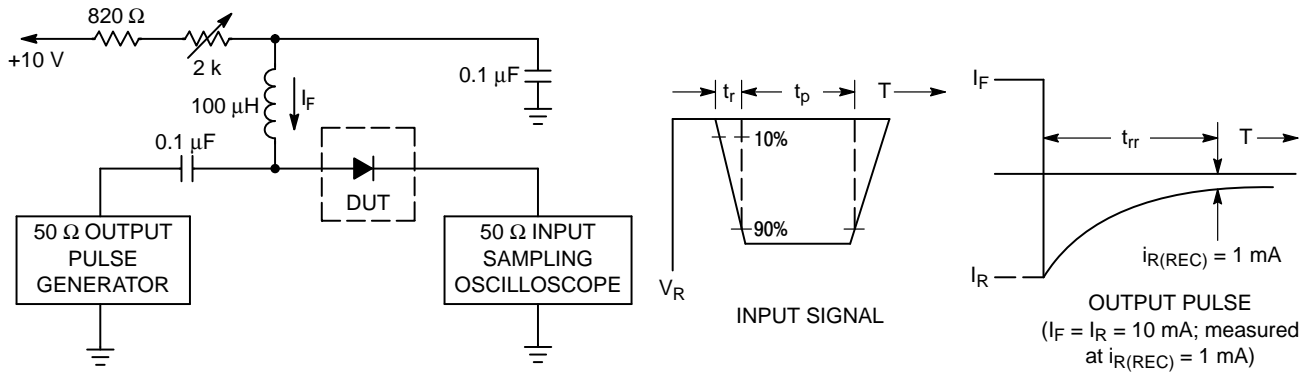 820 Ω
+10 V
2 k
100 μH
I_F
0.1 μF
0.1 μF
DUT
50 Ω OUTPUT
PULSE
GENERATOR
50 Ω INPUT
SAMPLING
OSCILLOSCOPE
t_r
t_p
T
10%
90%
V_R
INPUT SIGNAL
I_F
t_rr
T
I_R
i_R(REC) = 1 mA
OUTPUT PULSE
(I_F = I_R = 10 mA; measured
at i_R(REC) = 1 mA)